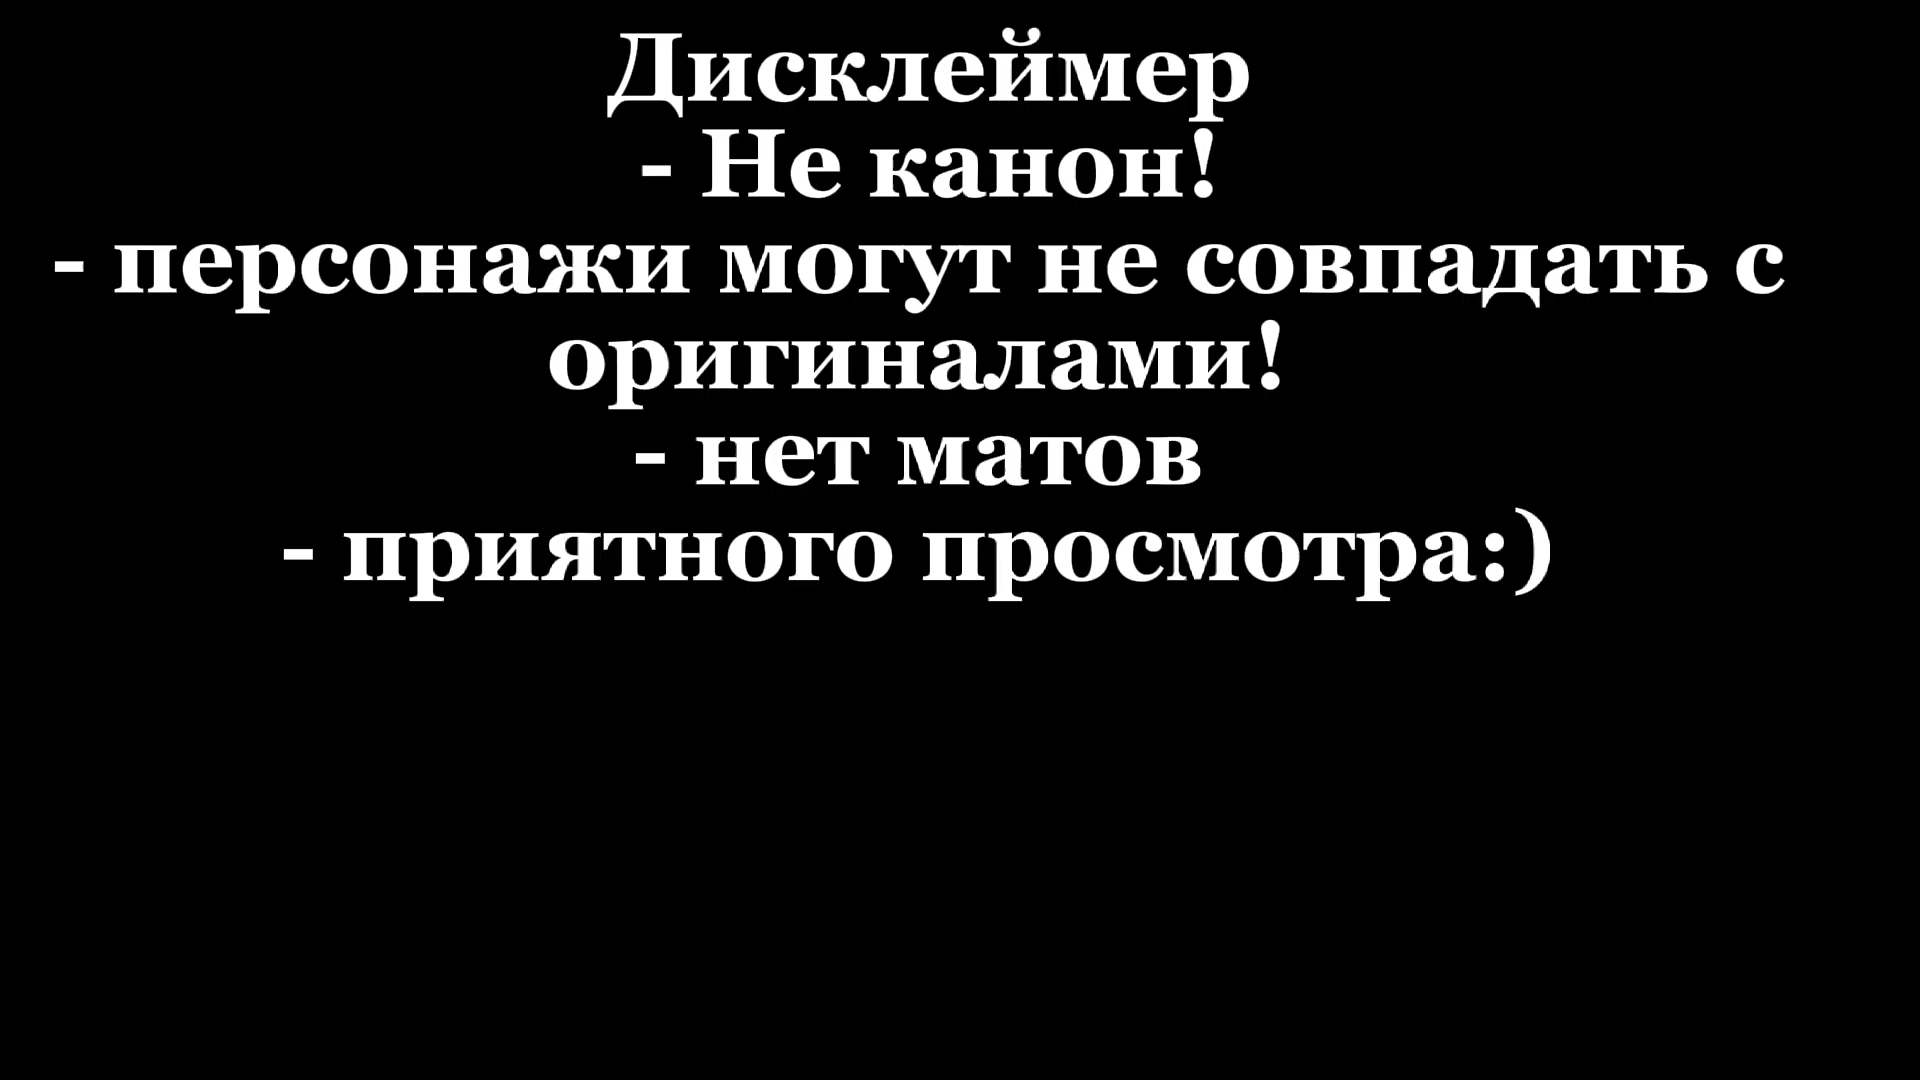 Дисклеймер
- Не канон!
- персонажи могут не совпадать с
оригиналами!
- нет матов
- приятного просмотра:)